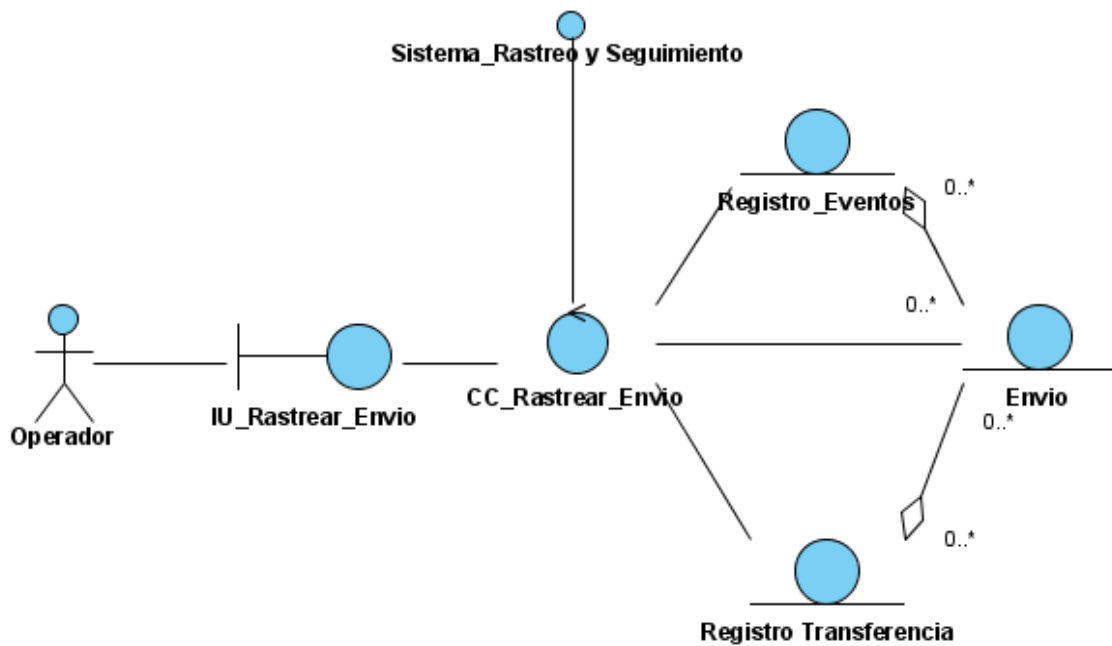 Sistema_Rastreo y Seguimiento
0..*
Registro_Eventos
0..*
IU_Rastrear_Envio
CC_Rastrear_Envio
Envio
Operador
0..*
0..*
Registro Transferencia